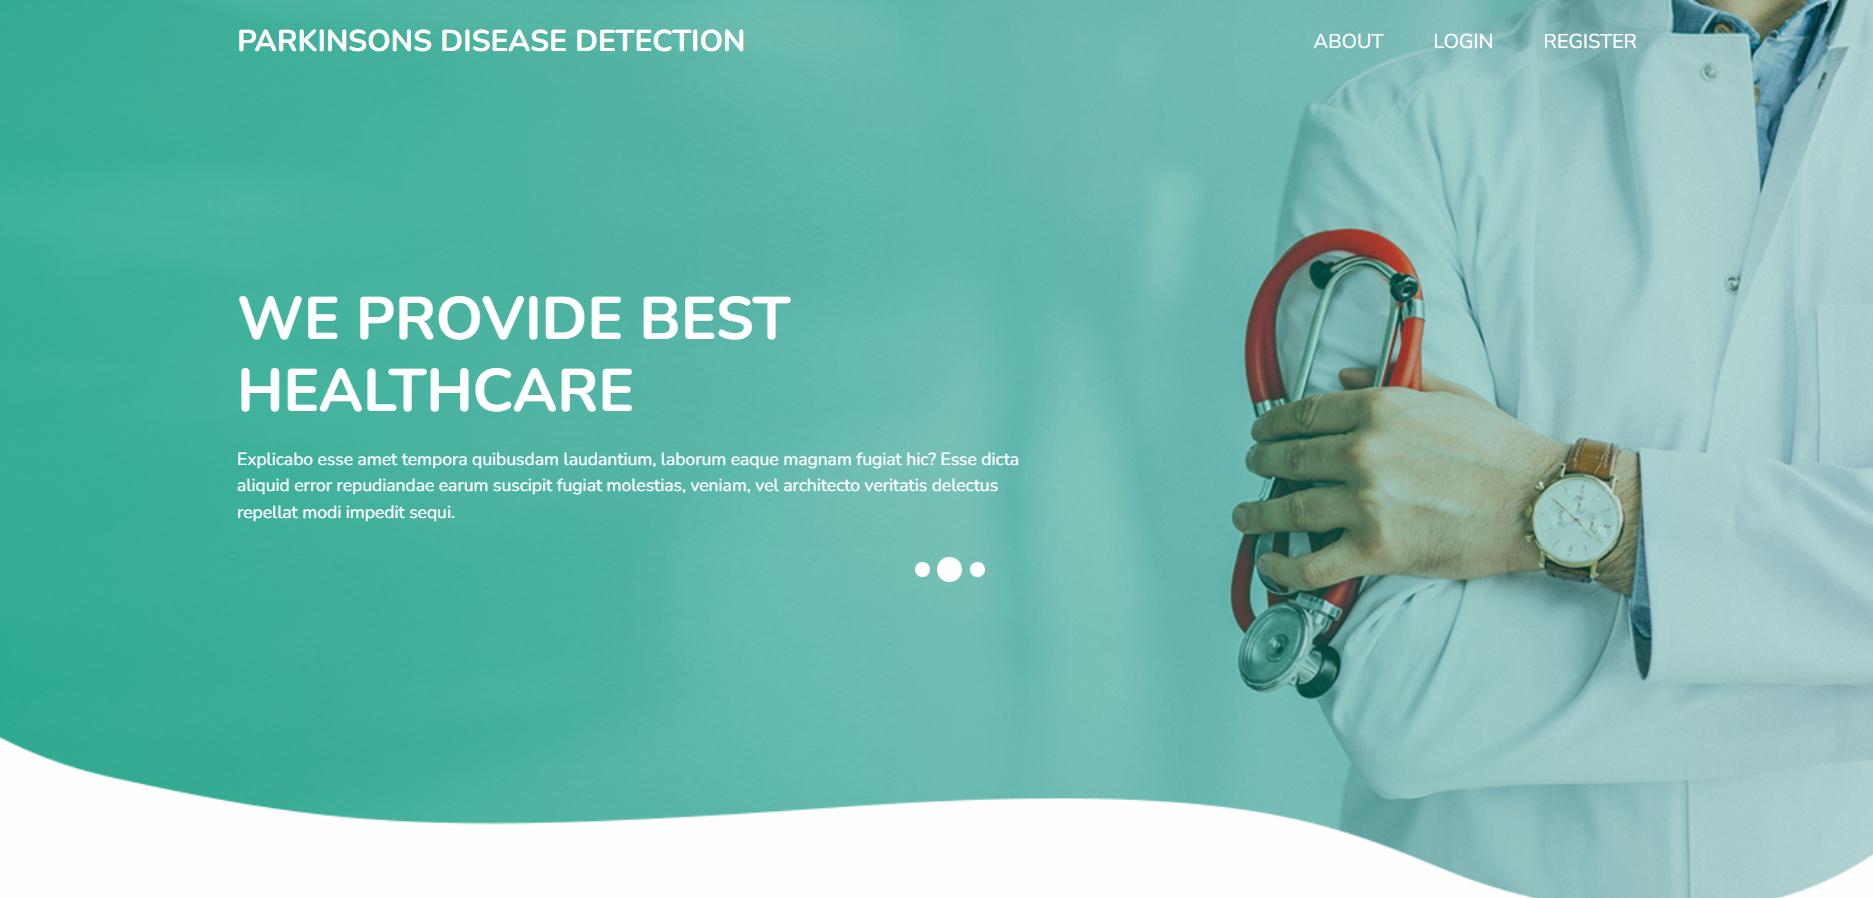 PARKINSONS DISEASE DETECTION
ABOUT LOGIN REGISTER
WE PROVIDE BEST
HEALTHCARE
Explicabo esse amet tempora quibusdam laudantium, laborum eaque magnam fugiat hic? Esse dicta
aliquid error repudiandae earum suscipit fugiat molestias, veniam, vel architecto veritatis delectus
repellat modi impedit sequi.